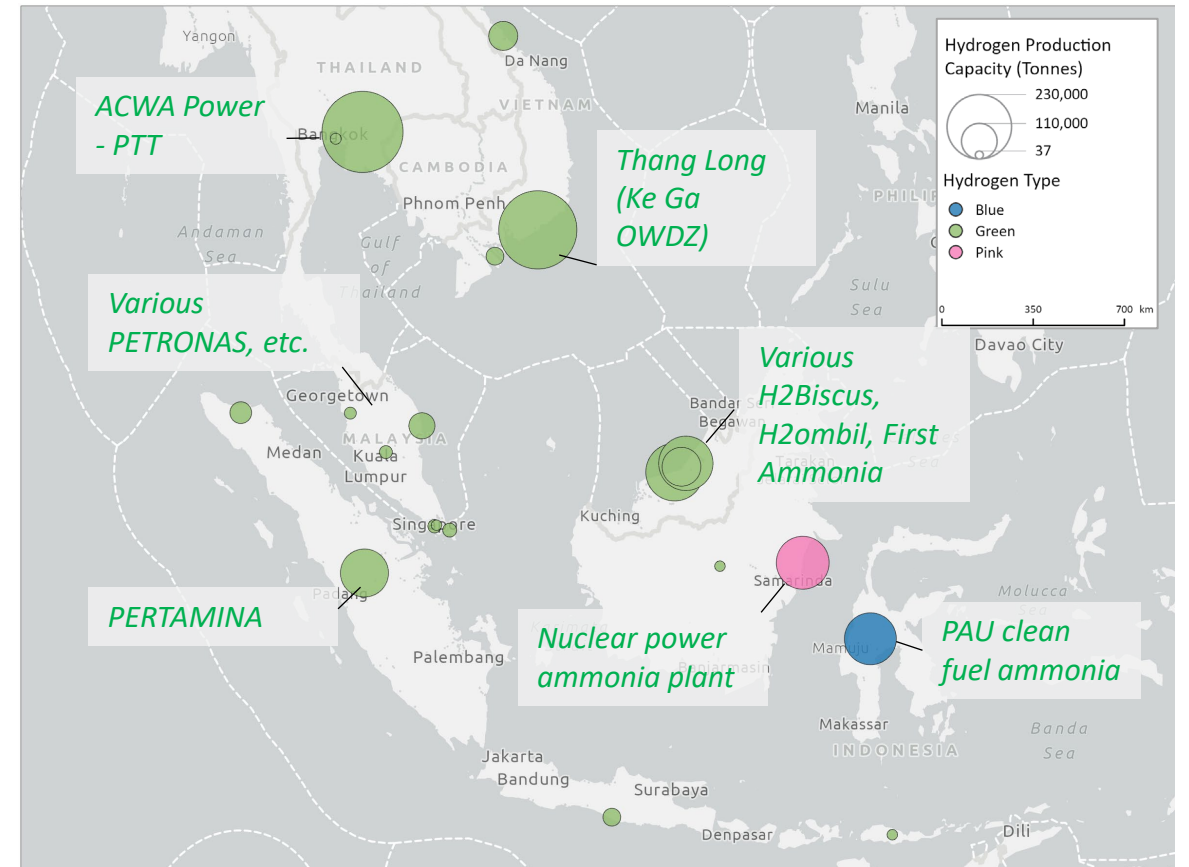 Yangon
THAILAND
Da Nang
VIETNAM
Manila
ACWA Power
- PTT
Bangkok
CAMBODIA
Phnom Penh
Thang Long
(Ke Ga
OWDZ)
Andaman
Sea
Gulf
of
Thailand
Sulu
Sea
Hydrogen Production
Capacity (Tonnes)
230,000
110,000
37
Hydrogen Type
Blue
Green
Pink
0 350 700 km
Davao City
Various
PETRONAS, etc.
Georgetown
MALAYSIA
Medan
Kuala
Lumpur
Singapore
Various
H2Biscus,
H2ombil, First
Ammonia
Bandar Seri
Begawan
Tarakan
Kuching
Samarinda
Molucca
Sea
Padang
PERTAMINA
Nuclear power
ammonia plant
Banjarmasin
PAU clean
fuel ammonia
Mamuju
Palembang
Makassar
INDONESIA
Banda
Sea
Jakarta
Bandung
Surabaya
Denpasar
Dili